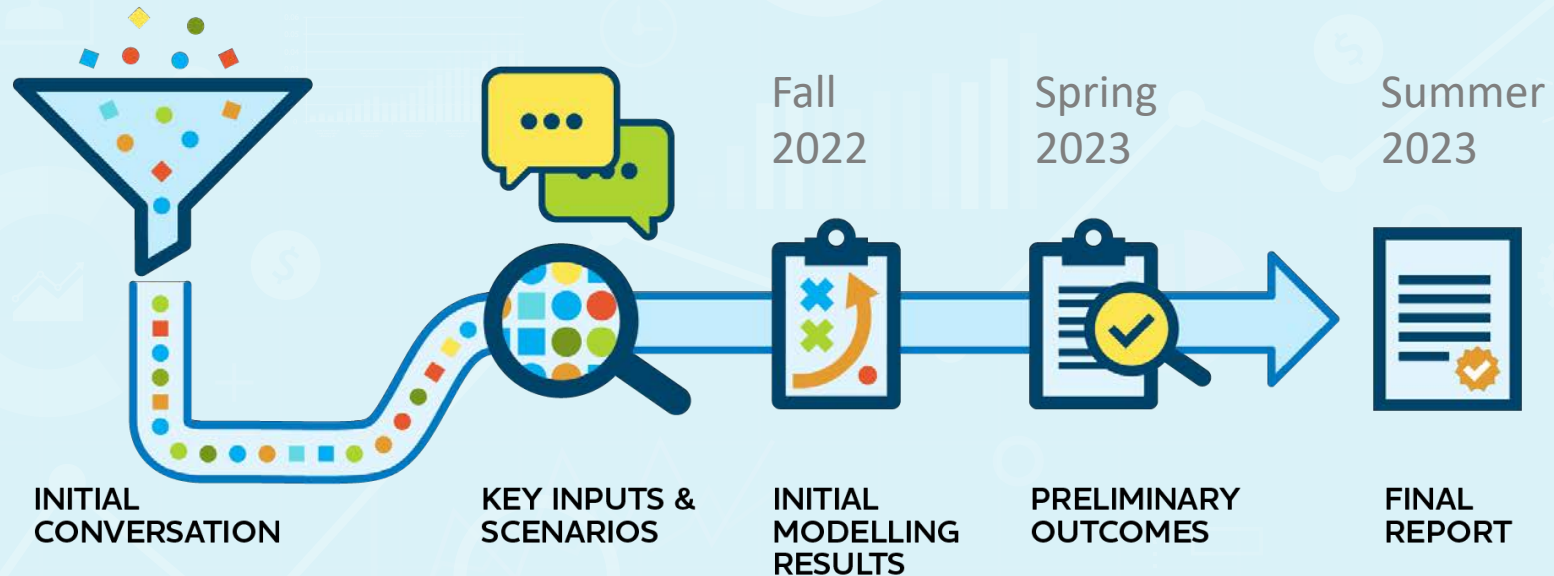 Fall
2022
Spring
2023
Summer
2023
INITIAL
CONVERSATION
KEY INPUTS &
SCENARIOS
INITIAL
MODELLING
RESULTS
PRELIMINARY
OUTCOMES
FINAL
REPORT